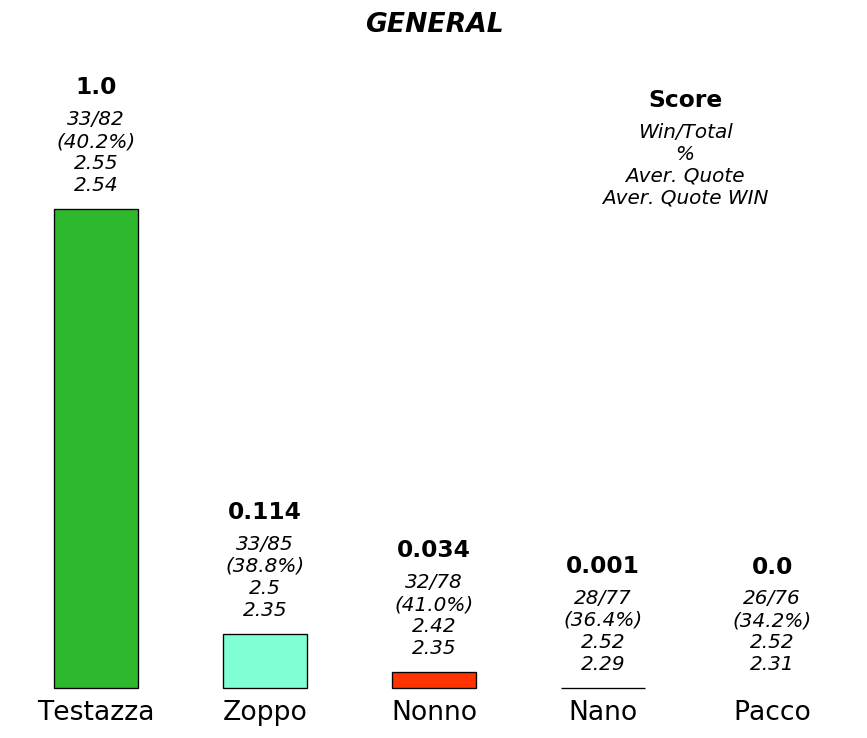 GENERAL
1.0
33/82
(40.2%)
2.55
2.54
Score
Win/Total
%
Aver. Quote
Aver. Quote WIN
0.114
33/85
(38.8%)
2.5
2.35
0.034
32/78
(41.0%)
2.42
2.35
0.001
28/77
(36.4%)
2.52
2.29
0.0
26/76
(34.2%)
2.52
2.31
Testazza
Zoppo
Nonno
Nano
Pacco